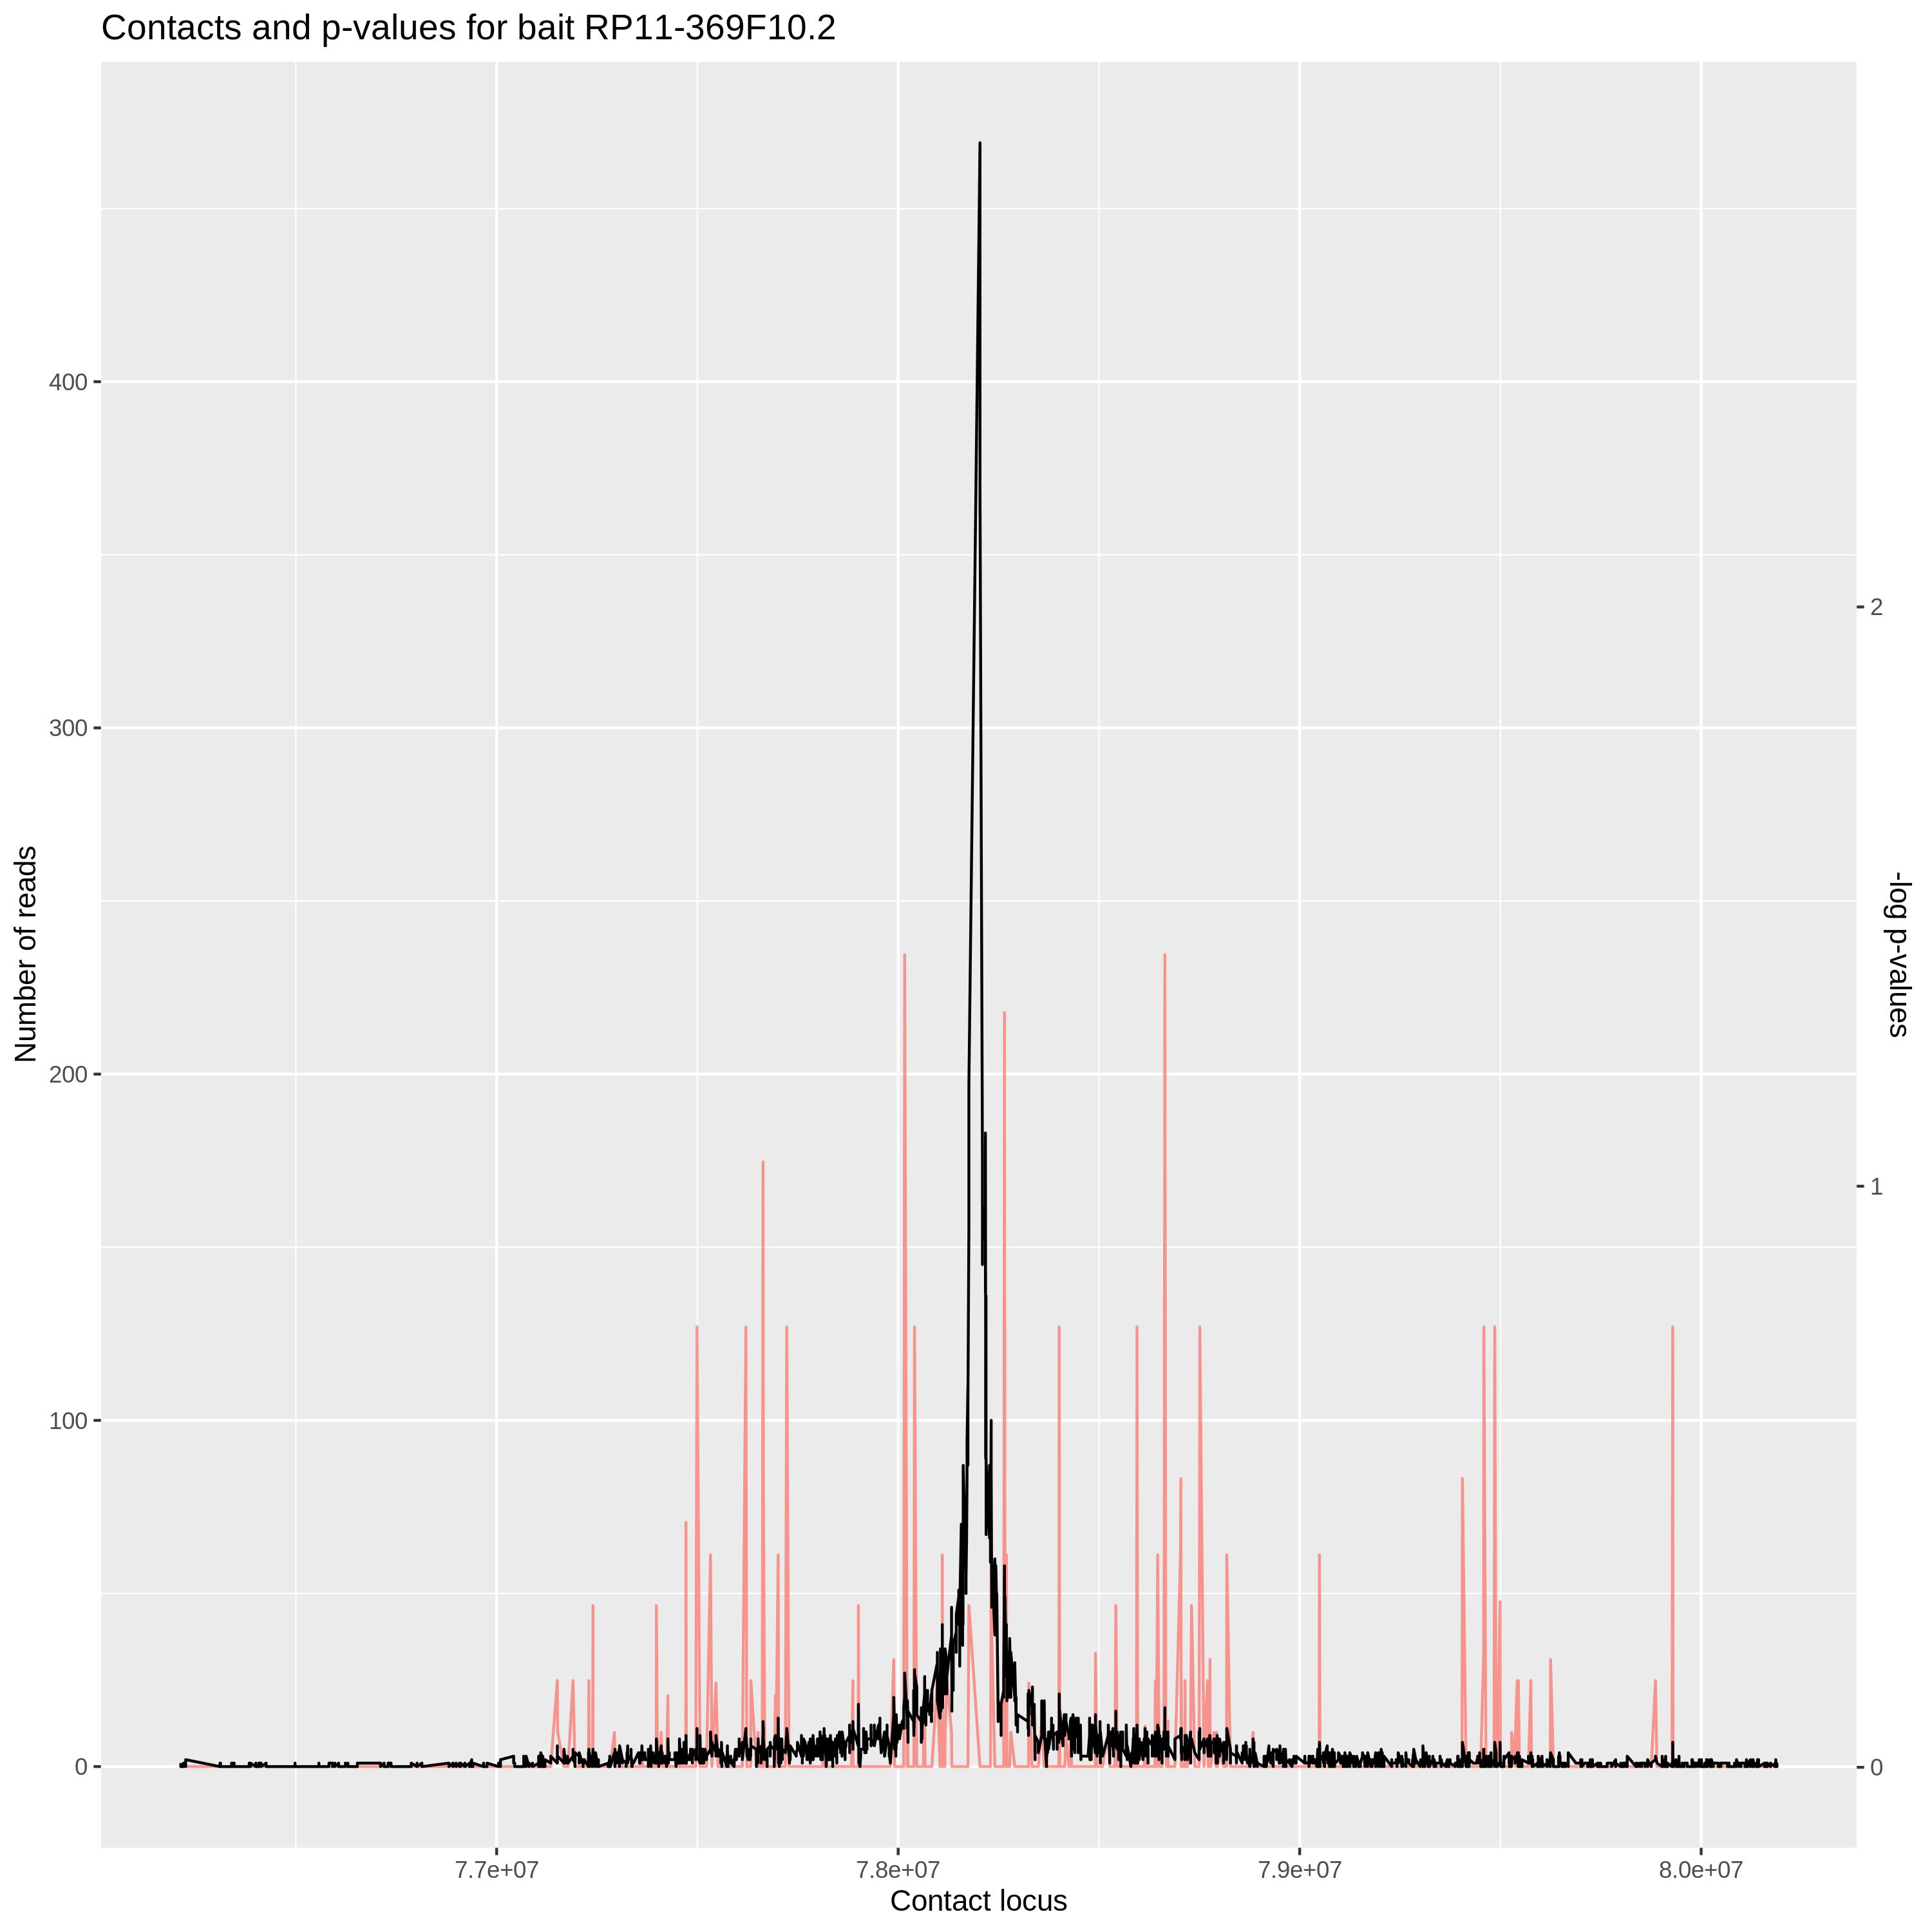 Contacts and p-values for bait RP11-369F10.2
400
300
200
100
0
2
1
0
Number of reads
-log p-values
7.7e+07 7.8e+07 7.9e+07 8.0e+07
Contact locus